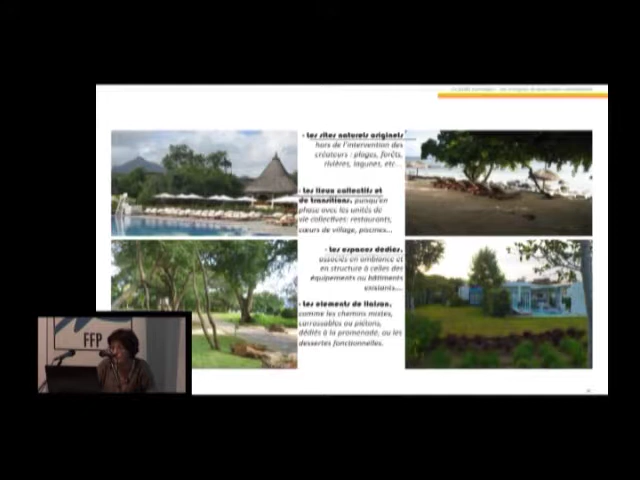 - Les sites naturels originels
hors de l'intervention des
créateurs : plages, forêts,
rivières, lagunes, etc...
- Les lieux collectifs et
de transitions, puisqu'en
phase avec les unités de
vie collectives: restaurants,
cœurs de village, piscines...
- Les espaces dédiés,
associés en ambiance et
en structure à celles des
équipements ou bâtiments
existants...
- Les éléments de liaison,
comme les chemins mixtes,
carrossables ou piétons,
dédiés à la promenade, ou les
dessertes fonctionnelles.
FFP